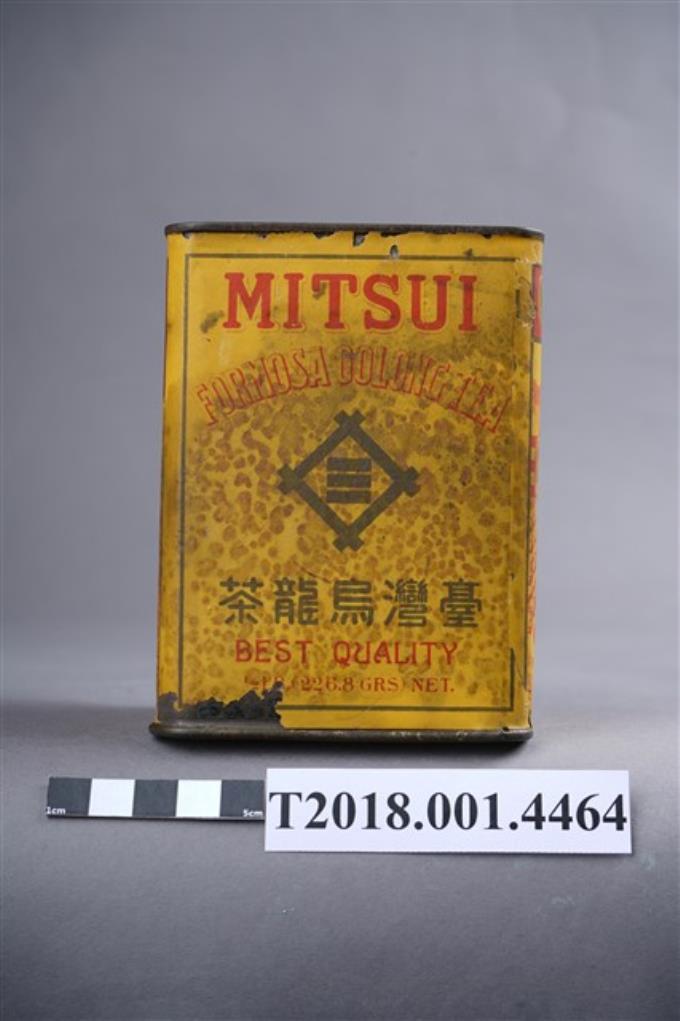 MITSUI
FORMOSA OOLONG TEA
茶龍烏灣臺
BEST QUALITY
(226.8 GRS) NET.
1cm
5cm
T2018.001.4464